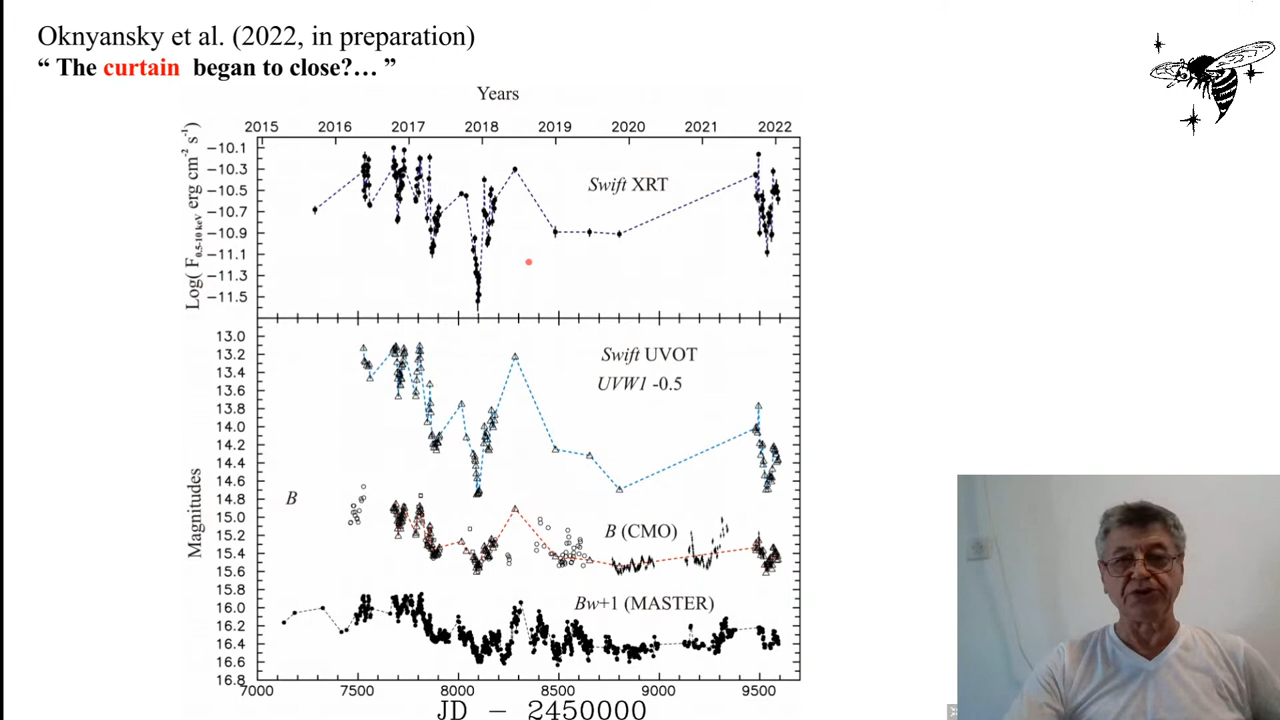 Oknyansky et al. (2022, in preparation)
“ The curtain began to close?… ”
Years
2015 2016 2017 2018 2019 2020 2021 2022
Log( F0.5-10 keV erg cm⁻² s⁻¹)
−10.1
−10.3
−10.5
−10.7
−10.9
−11.1
−11.3
−11.5
Swift XRT
Magnitudes
13.0
13.2
13.4
13.6
13.8
14.0
14.2
14.4
14.6
14.8
15.0
15.2
15.4
15.6
15.8
16.0
16.2
16.4
16.6
16.8
Swift UVOT
UVW1 -0.5
B
B (CMO)
Bw+1 (MASTER)
7000 7500 8000 8500 9000 9500
JD − 2450000